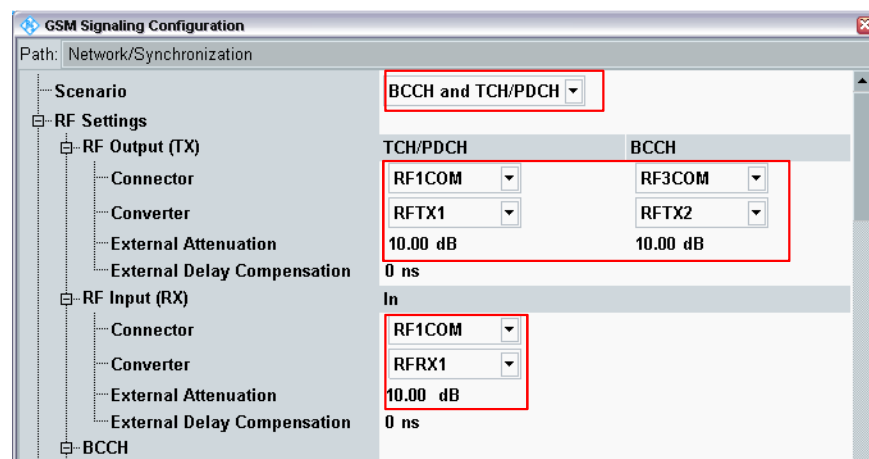 GSM Signaling Configuration
Path: Network/Synchronization
Scenario BCCH and TCH/PDCH
RF Settings
RF Output (TX) TCH/PDCH BCCH
Connector RF1COM RF3COM
Converter RFTX1 RFTX2
External Attenuation 10.00 dB 10.00 dB
External Delay Compensation 0 ns
RF Input (RX) In
Connector RF1COM
Converter RFRX1
External Attenuation 10.00 dB
External Delay Compensation 0 ns
BCCH